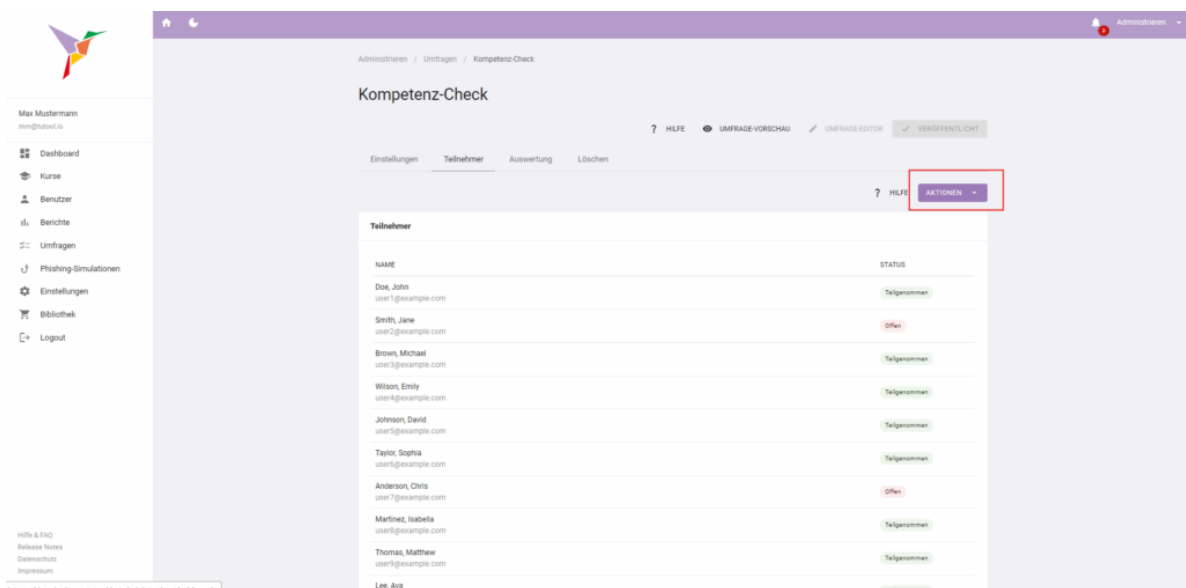 Administrieren
Max Mustermann
mm@tutool.io
Dashboard
Kurse
Benutzer
Berichte
Umfragen
Phishing-Simulationen
Einstellungen
Bibliothek
Logout
Hilfe & FAQ
Release Notes
Datenschutz
Impressum
Administrieren / Umfragen / Kompetenz-Check
Kompetenz-Check
? HILFE UMFRAGE-VORSCHAU UMFRAGE-EDITOR VERÖFFENTLICHT
Einstellungen Teilnehmer Auswertung Löschen
? HILFE AKTIONEN
Teilnehmer
NAME STATUS
Doe, John Teilgenommen
user1@example.com
Smith, Jane Offen
user2@example.com
Brown, Michael Teilgenommen
user3@example.com
Wilson, Emily Teilgenommen
user4@example.com
Johnson, David Teilgenommen
user5@example.com
Taylor, Sophia Teilgenommen
user6@example.com
Anderson, Chris Offen
user7@example.com
Martinez, Isabella Teilgenommen
user8@example.com
Thomas, Matthew Teilgenommen
user9@example.com
Lee, Ava